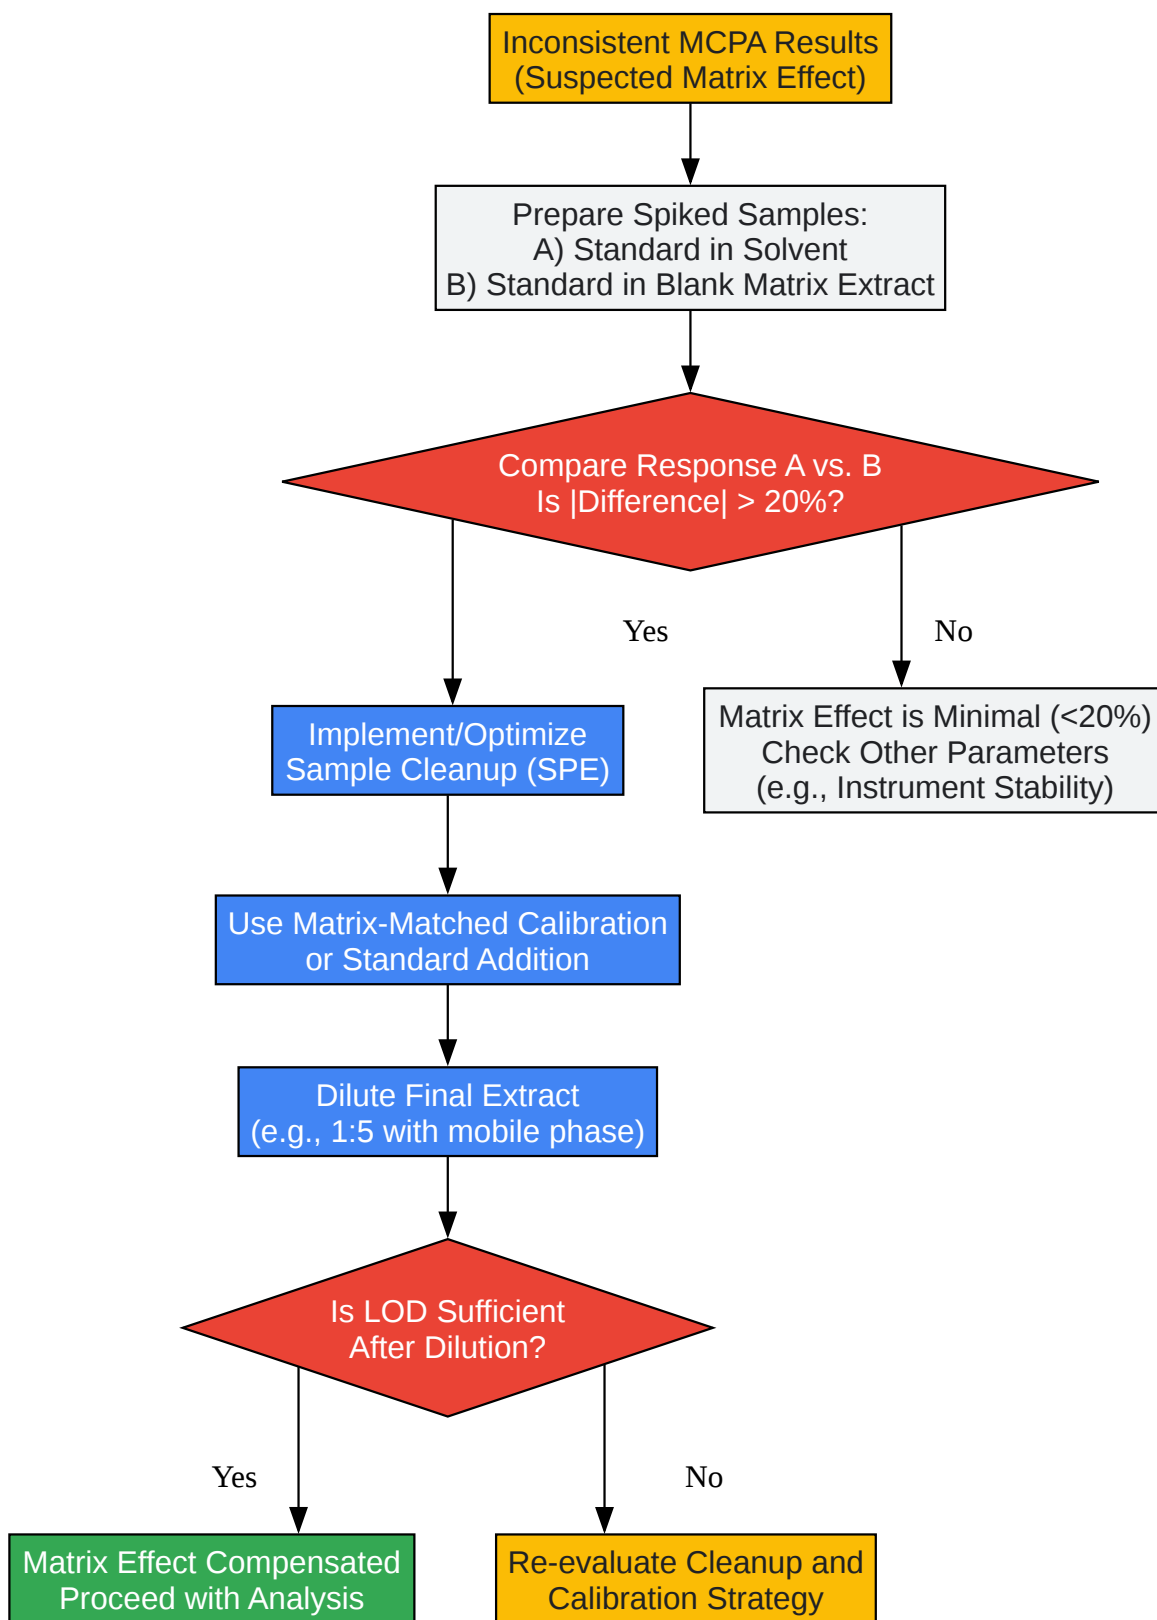 Inconsistent MCPA Results
(Suspected Matrix Effect)
Prepare Spiked Samples:
A) Standard in Solvent
B) Standard in Blank Matrix Extract
Compare Response A vs. B
Is |Difference| > 20%?
Yes
No
Implement/Optimize
Sample Cleanup (SPE)
Matrix Effect is Minimal (<20%)
Check Other Parameters
(e.g., Instrument Stability)
Use Matrix-Matched Calibration
or Standard Addition
Dilute Final Extract
(e.g., 1:5 with mobile phase)
Is LOD Sufficient
After Dilution?
Yes
No
Matrix Effect Compensated
Proceed with Analysis
Re-evaluate Cleanup and
Calibration Strategy